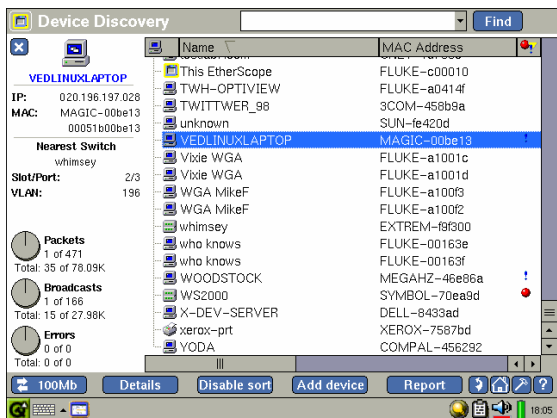 Device Discovery
Find
Name
MAC Address
VEDLINUXLAPTOP
IP: 020.196.197.028
MAC: MAGIC-00be13
00051b00be13
Nearest Switch
whimsey
Slot/Port: 2/3
VLAN: 196
Packets
1 of 471
Total: 35 of 78.09K
Broadcasts
1 of 166
Total: 15 of 27.98K
Errors
0 of 0
Total: 0 of 0
This EtherScope FLUKE-c00010
TWH-OPTIVIEW FLUKE-a0414f
TWITTWER_98 3COM-458b9a
unknown SUN-fe420d
VEDLINUXLAPTOP MAGIC-00be13
Vixie WGA FLUKE-a1001c
Vixie WGA FLUKE-a1001d
WGA MikeF FLUKE-a100f3
WGA MikeF FLUKE-a100f2
whimsey EXTREM-f9f300
who knows FLUKE-00163e
who knows FLUKE-00163f
WOODSTOCK MEGAHZ-46e86a
WS2000 SYMBOL-70ea9d
X-DEV-SERVER DELL-8433ad
xerox-prt XEROX-7587bd
YODA COMPAL-456292
100Mb
Details
Disable sort
Add device
Report
?
18:05